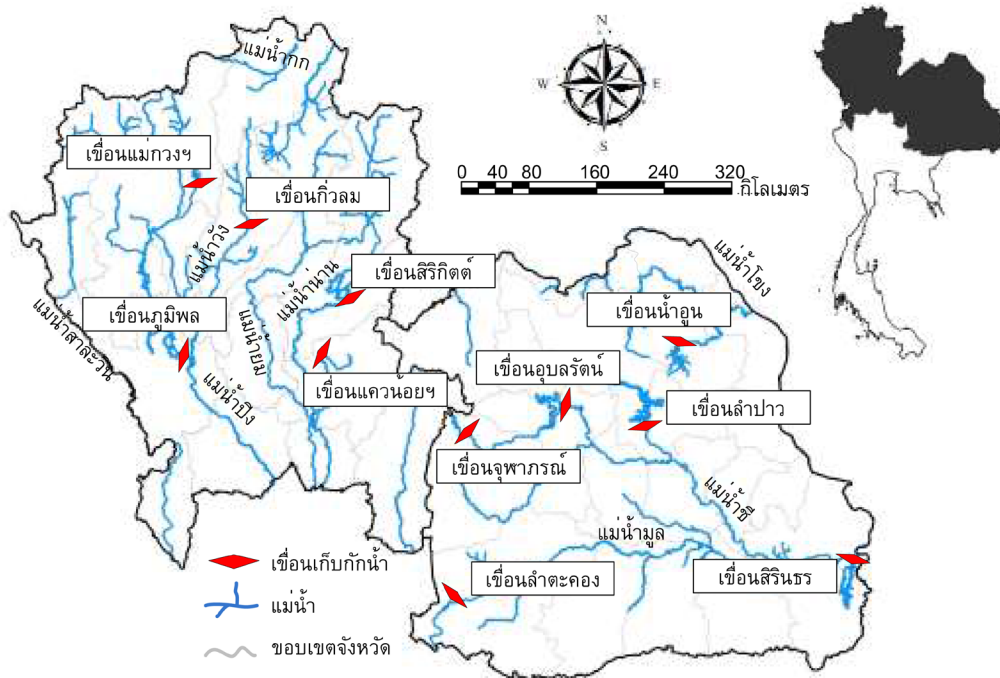 แม่น้ำกก
N
W
E
S
เขื่อนแม่กวงฯ
0 20 40 60 80 160 240 320
กิโลเมตร
เขื่อนกิ่วลม
แม่น้ำวัง
แม่น้ำน่าน
เขื่อนสิริกิตต์
แม่น้ำโขง
แม่น้ำสาละวิน
เขื่อนภูมิพล
แม่น้ำยม
เขื่อนน้ำอูน
เขื่อนอุบลรัตน์
แม่น้ำปิง
เขื่อนแควน้อยฯ
เขื่อนลำปาว
เขื่อนจุฬาภรณ์
แม่น้ำชี
แม่น้ำมูล
เขื่อนลำตะคอง
เขื่อนสิรินธร
เขื่อนเก็บกักน้ำ
แม่น้ำ
ขอบเขตจังหวัด